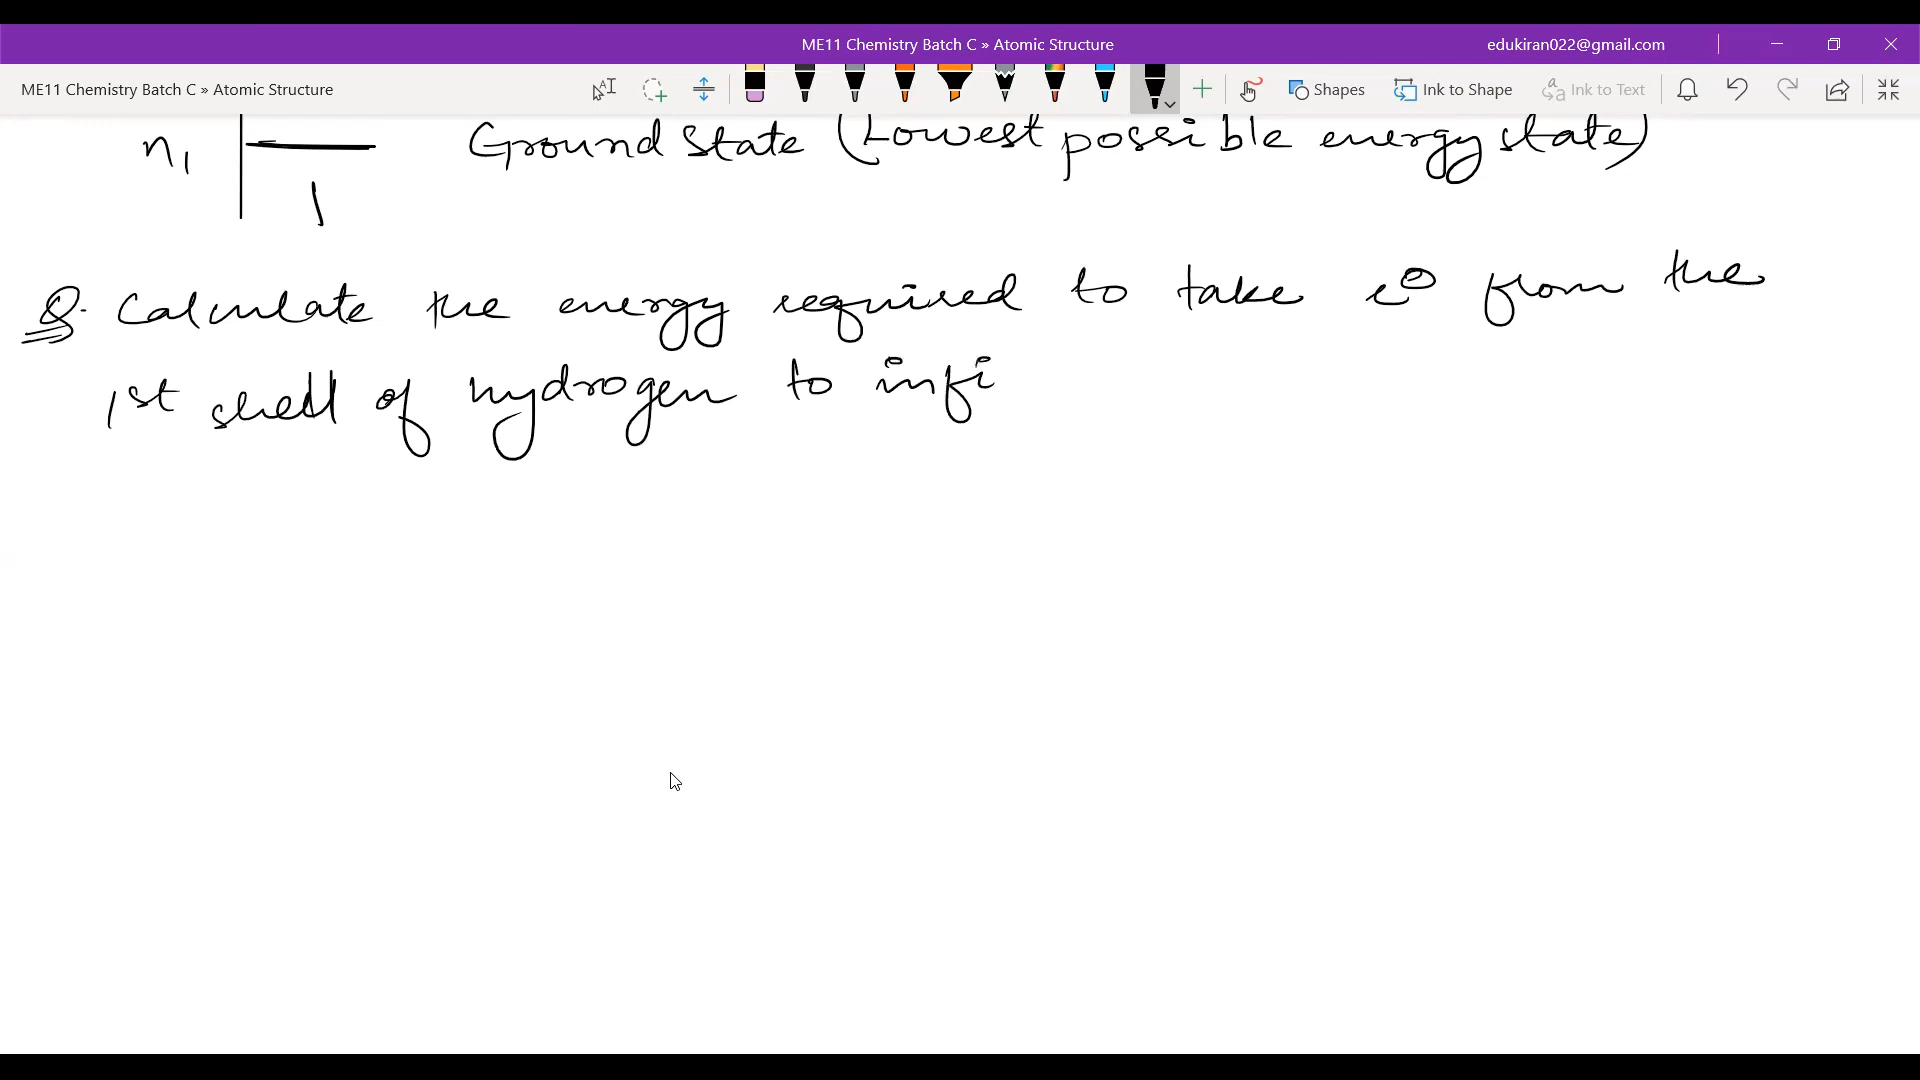 ME11 Chemistry Batch C » Atomic Structure
edukiran022@gmail.com
ME11 Chemistry Batch C » Atomic Structure
Shapes
Ink to Shape
Ink to Text
n1 Ground State (Lowest possible energy state)
1
Q. Calculate the energy required to take e⊖ from the
1st shell of hydrogen to infi